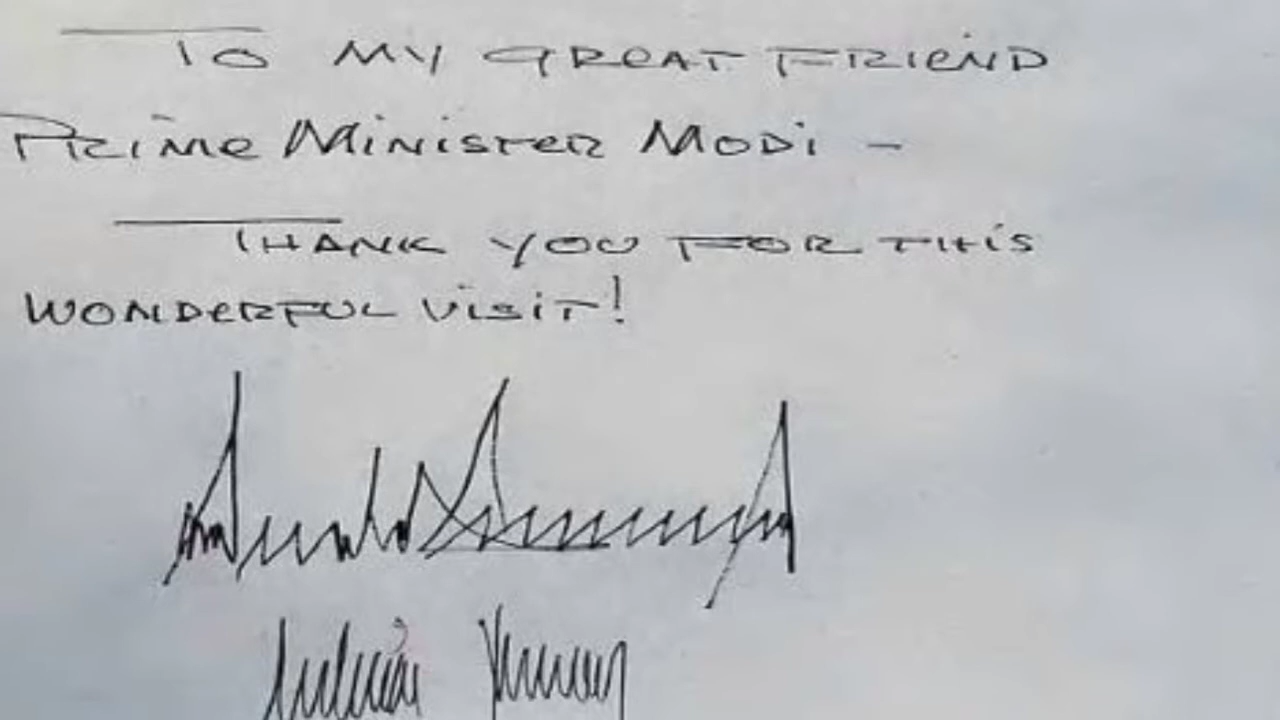 TO MY GREAT FRIEND
PRIME MINISTER MODI -
THANK YOU FOR THIS
WONDERFUL VISIT!